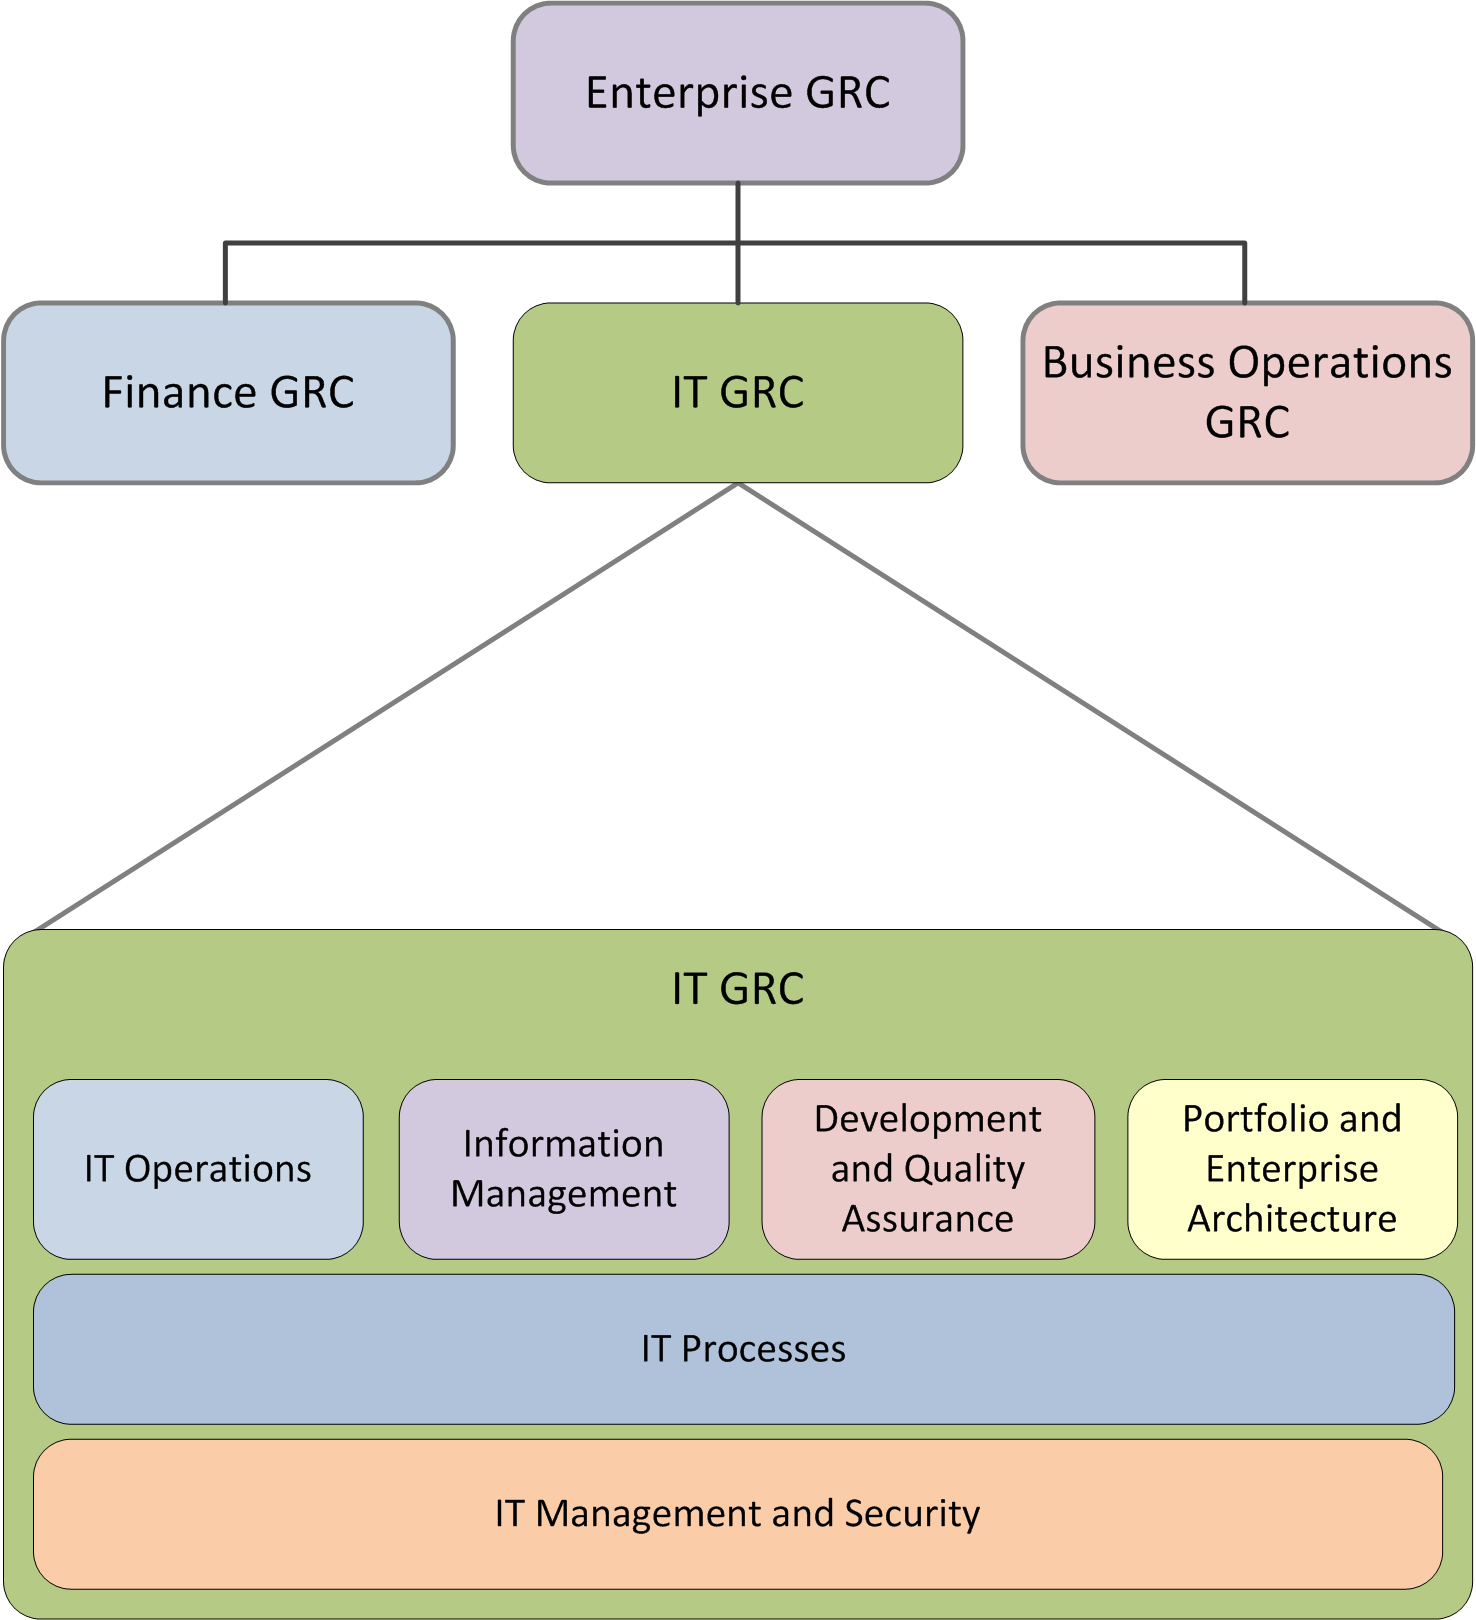 Enterprise GRC
Finance GRC
IT GRC
Business Operations
GRC
IT GRC
IT Operations
Information
Management
Development
and Quality
Assurance
Portfolio and
Enterprise
Architecture
IT Processes
IT Management and Security